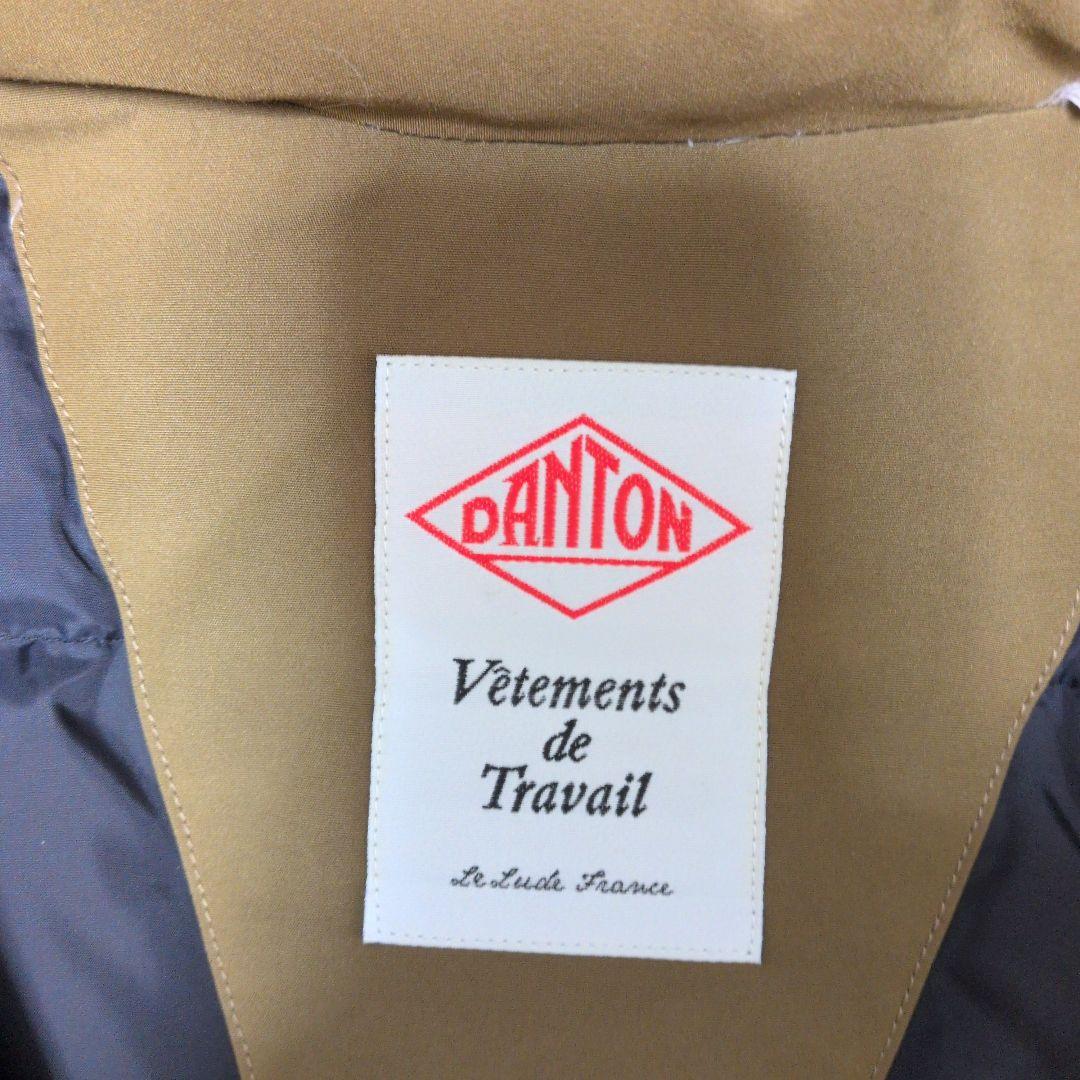 DANTON
Vêtements
de
Travail
Le Lude France